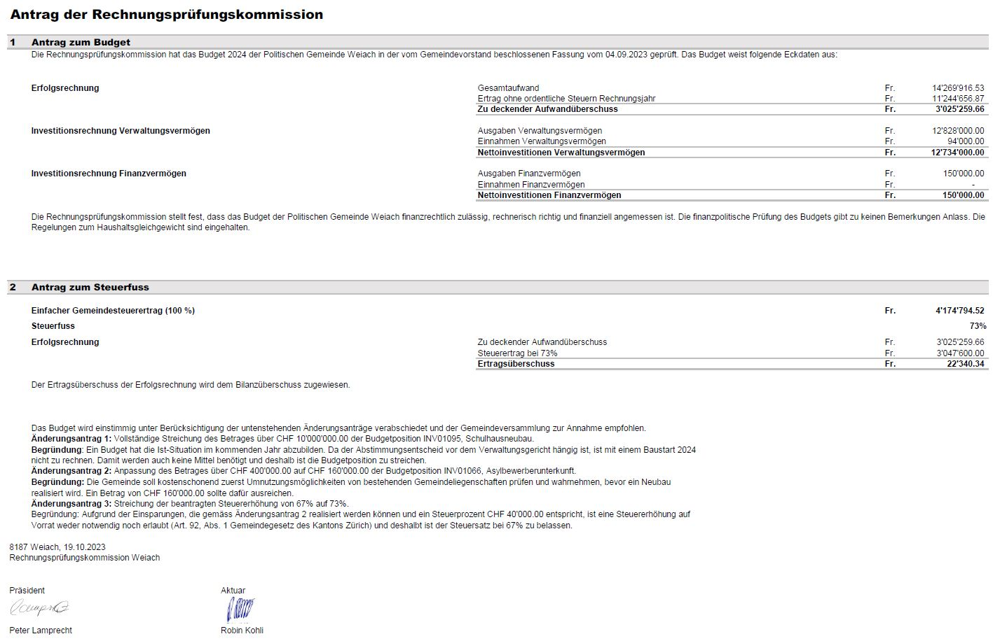 Antrag der Rechnungsprüfungskommission
1 Antrag zum Budget
Die Rechnungsprüfungskommission hat das Budget 2024 der Politischen Gemeinde Weiach in der vom Gemeindevorstand beschlossenen Fassung vom 04.09.2023 geprüft. Das Budget weist folgende Eckdaten aus:
Erfolgsrechnung Gesamtaufwand Fr. 14'269'916.53
Ertrag ohne ordentliche Steuern Rechnungsjahr Fr. 11'244'656.87
Zu deckender Aufwandüberschuss Fr. 3'025'259.66
Investitionsrechnung Verwaltungsvermögen Ausgaben Verwaltungsvermögen Fr. 12'828'000.00
Einnahmen Verwaltungsvermögen Fr. 94'000.00
Nettoinvestitionen Verwaltungsvermögen Fr. 12'734'000.00
Investitionsrechnung Finanzvermögen Ausgaben Finanzvermögen Fr. 150'000.00
Einnahmen Finanzvermögen Fr. -
Nettoinvestitionen Finanzvermögen Fr. 150'000.00
Die Rechnungsprüfungskommission stellt fest, dass das Budget der Politischen Gemeinde Weiach finanzrechtlich zulässig, rechnerisch richtig und finanziell angemessen ist. Die finanzpolitische Prüfung des Budgets gibt zu keinen Bemerkungen Anlass. Die
Regelungen zum Haushaltsgleichgewicht sind eingehalten.
2 Antrag zum Steuerfuss
Einfacher Gemeindesteuerertrag (100 %) Fr. 4'174'794.52
Steuerfuss 73%
Erfolgsrechnung Zu deckender Aufwandüberschuss Fr. 3'025'259.66
Steuerertrag bei 73% Fr. 3'047'600.00
Ertragsüberschuss Fr. 22'340.34
Der Ertragsüberschuss der Erfolgsrechnung wird dem Bilanzüberschuss zugewiesen.
Das Budget wird einstimmig unter Berücksichtigung der untenstehenden Änderungsanträge verabschiedet und der Gemeindeversammlung zur Annahme empfohlen.
Änderungsantrag 1: Vollständige Streichung des Betrages über CHF 10'000'000.00 der Budgetposition INV01095, Schulhausneubau.
Begründung: Ein Budget hat die Ist-Situation im kommenden Jahr abzubilden. Da der Abstimmungsentscheid vor dem Verwaltungsgericht hängig ist, ist mit einem Baustart 2024
nicht zu rechnen. Damit werden auch keine Mittel benötigt und deshalb ist die Budgetposition zu streichen.
Änderungsantrag 2: Anpassung des Betrages über CHF 400'000.00 auf CHF 160'000.00 der Budgetposition INV01066, Asylbewerberunterkunft.
Begründung: Die Gemeinde soll kostenschonend zuerst Umnutzungsmöglichkeiten von bestehenden Gemeindeliegenschaften prüfen und wahrnehmen, bevor ein Neubau
realisiert wird. Ein Betrag von CHF 160'000.00 sollte dafür ausreichen.
Änderungsantrag 3: Streichung der beantragten Steuererhöhung von 67% auf 73%.
Begründung: Aufgrund der Einsparungen, die gemäss Änderungsantrag 2 realisiert werden können und ein Steuerprozent CHF 40'000.00 entspricht, ist eine Steuererhöhung auf
Vorrat weder notwendig noch erlaubt (Art. 92, Abs. 1 Gemeindegesetz des Kantons Zürich) und deshalbt ist der Steuersatz bei 67% zu belassen.
8187 Weiach, 19.10.2023
Rechnungsprüfungskommission Weiach
Präsident Aktuar
Peter Lamprecht Robin Kohli